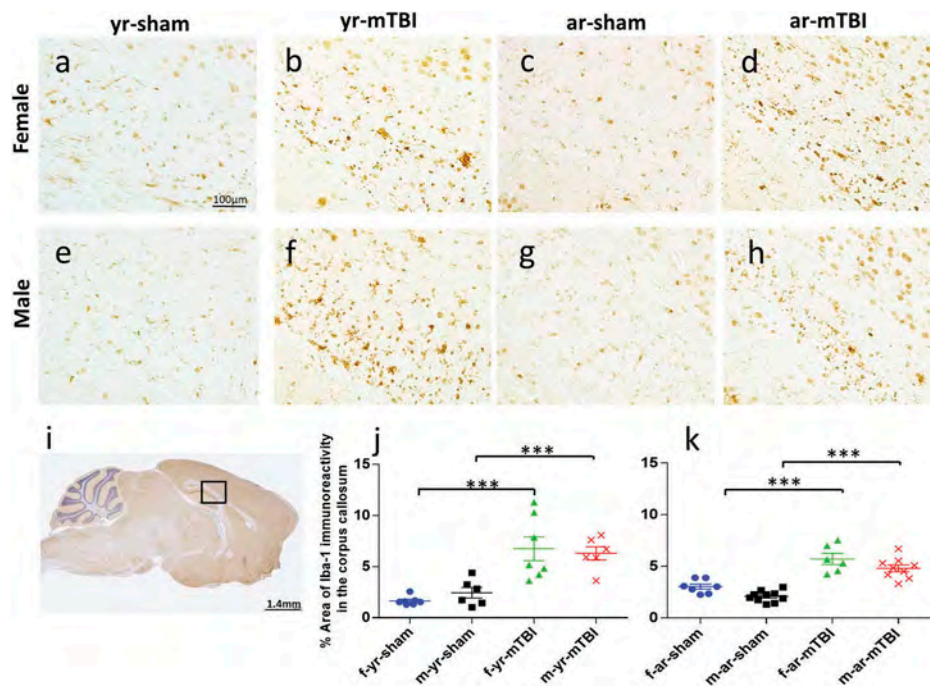 yr-sham yr-mTBI ar-sham ar-mTBI
Female
a b c d
100µm
Male
e f g h
i j k
% Area of Iba-1 Immunoreactivity
in the corpus callosum
*** ***
*** ***
15 15
10 10
5 5
0 0
1.4mm
f-yr-sham m-yr-sham f-yr-mTBI m-yr-mTBI f-ar-sham m-ar-sham f-ar-mTBI m-ar-mTBI